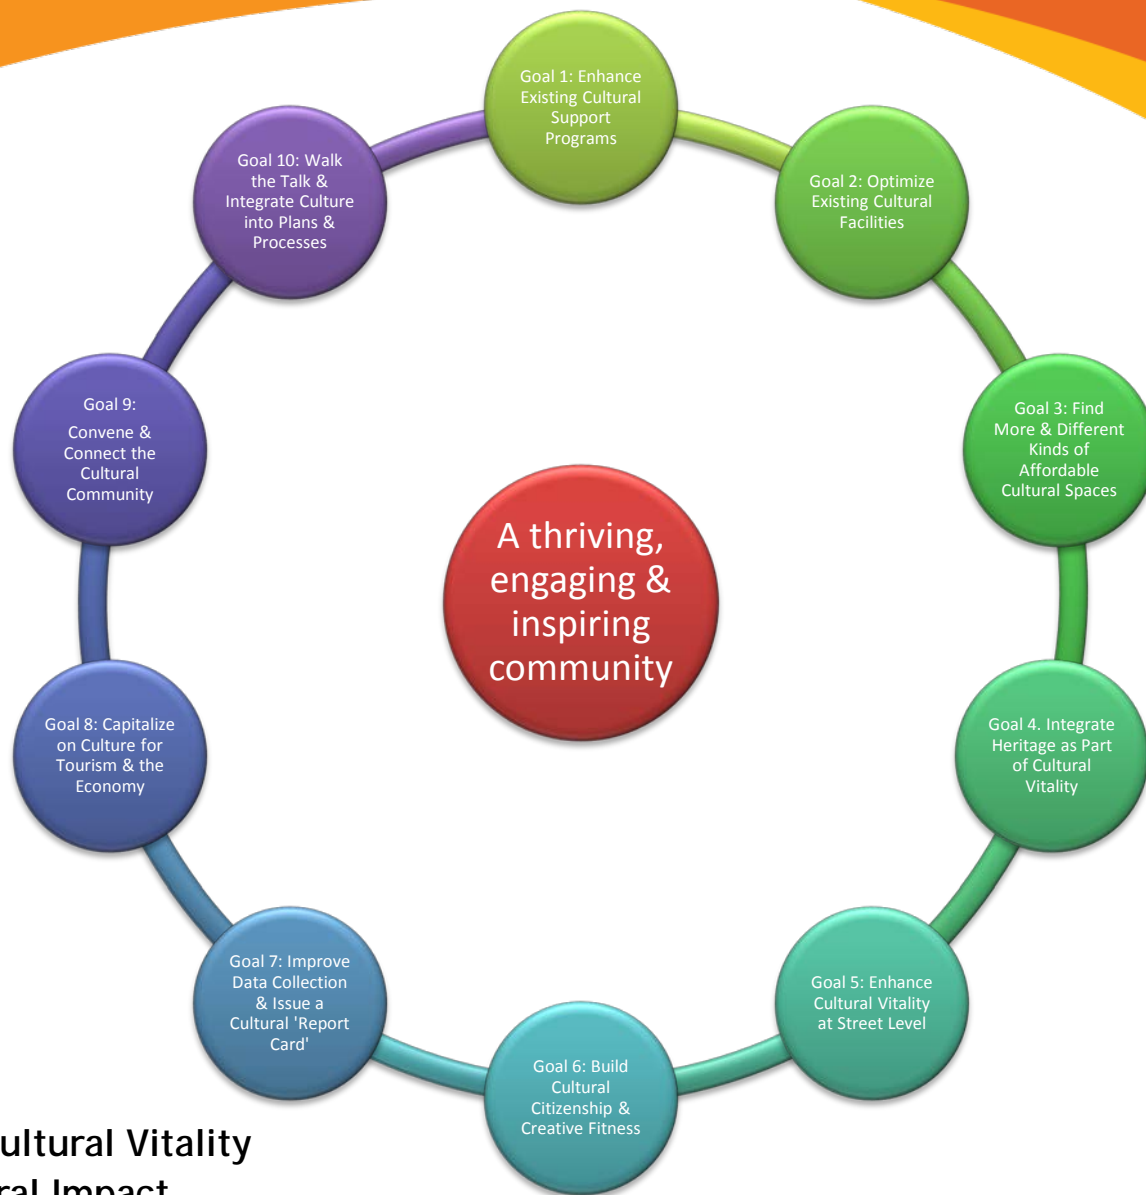 Goal 1: Enhance
Existing Cultural
Support
Programs
Goal 2: Optimize
Existing Cultural
Facilities
Goal 3: Find
More & Different
Kinds of
Affordable
Cultural Spaces
Goal 4. Integrate
Heritage as Part
of Cultural
Vitality
Goal 5: Enhance
Cultural Vitality
at Street Level
Goal 6: Build
Cultural
Citizenship &
Creative Fitness
Goal 7: Improve
Data Collection
& Issue a
Cultural 'Report
Card'
Goal 8: Capitalize
on Culture for
Tourism & the
Economy
Goal 9:
Convene &
Connect the
Cultural
Community
Goal 10: Walk
the Talk &
Integrate Culture
into Plans &
Processes
A thriving,
engaging &
inspiring
community
ultural Vitality
ral Impact